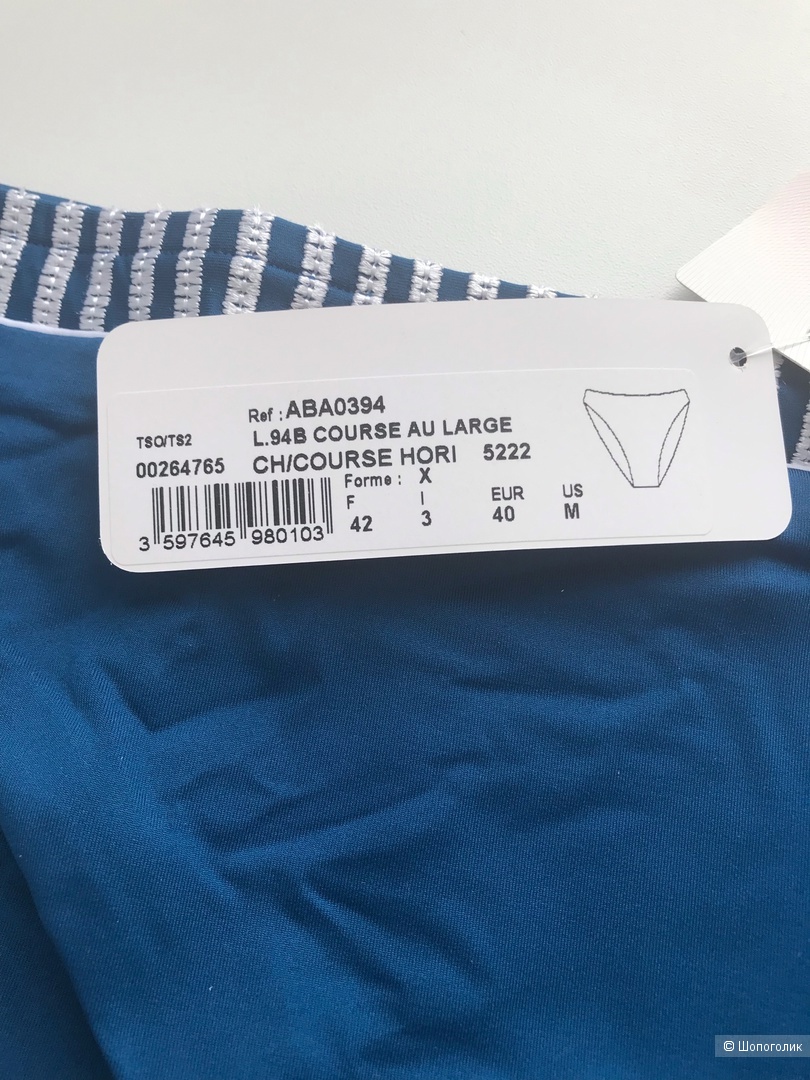 Ref : ABA0394
TSO/TS2 L.94B COURSE AU LARGE
00264765 CH/COURSE HORI 5222
Forme : X
F I EUR US
42 3 40 M
3 597645 980103
© Шопоголик